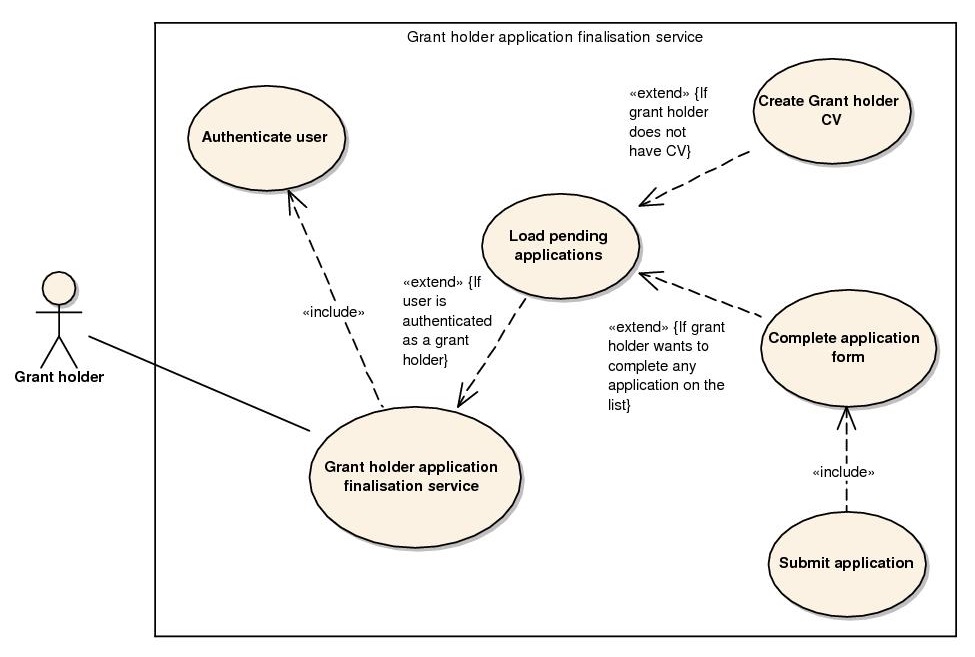 Grant holder application finalisation service
Authenticate user
«extend» {If
grant holder
does not
have CV}
Create Grant holder
CV
Load pending
applications
«extend» {If
user is
authenticated
as a grant
holder}
«include»
«extend» {If grant
holder wants to
complete any
application on the
list}
Complete application
form
Grant holder
Grant holder application
finalisation service
«include»
Submit application